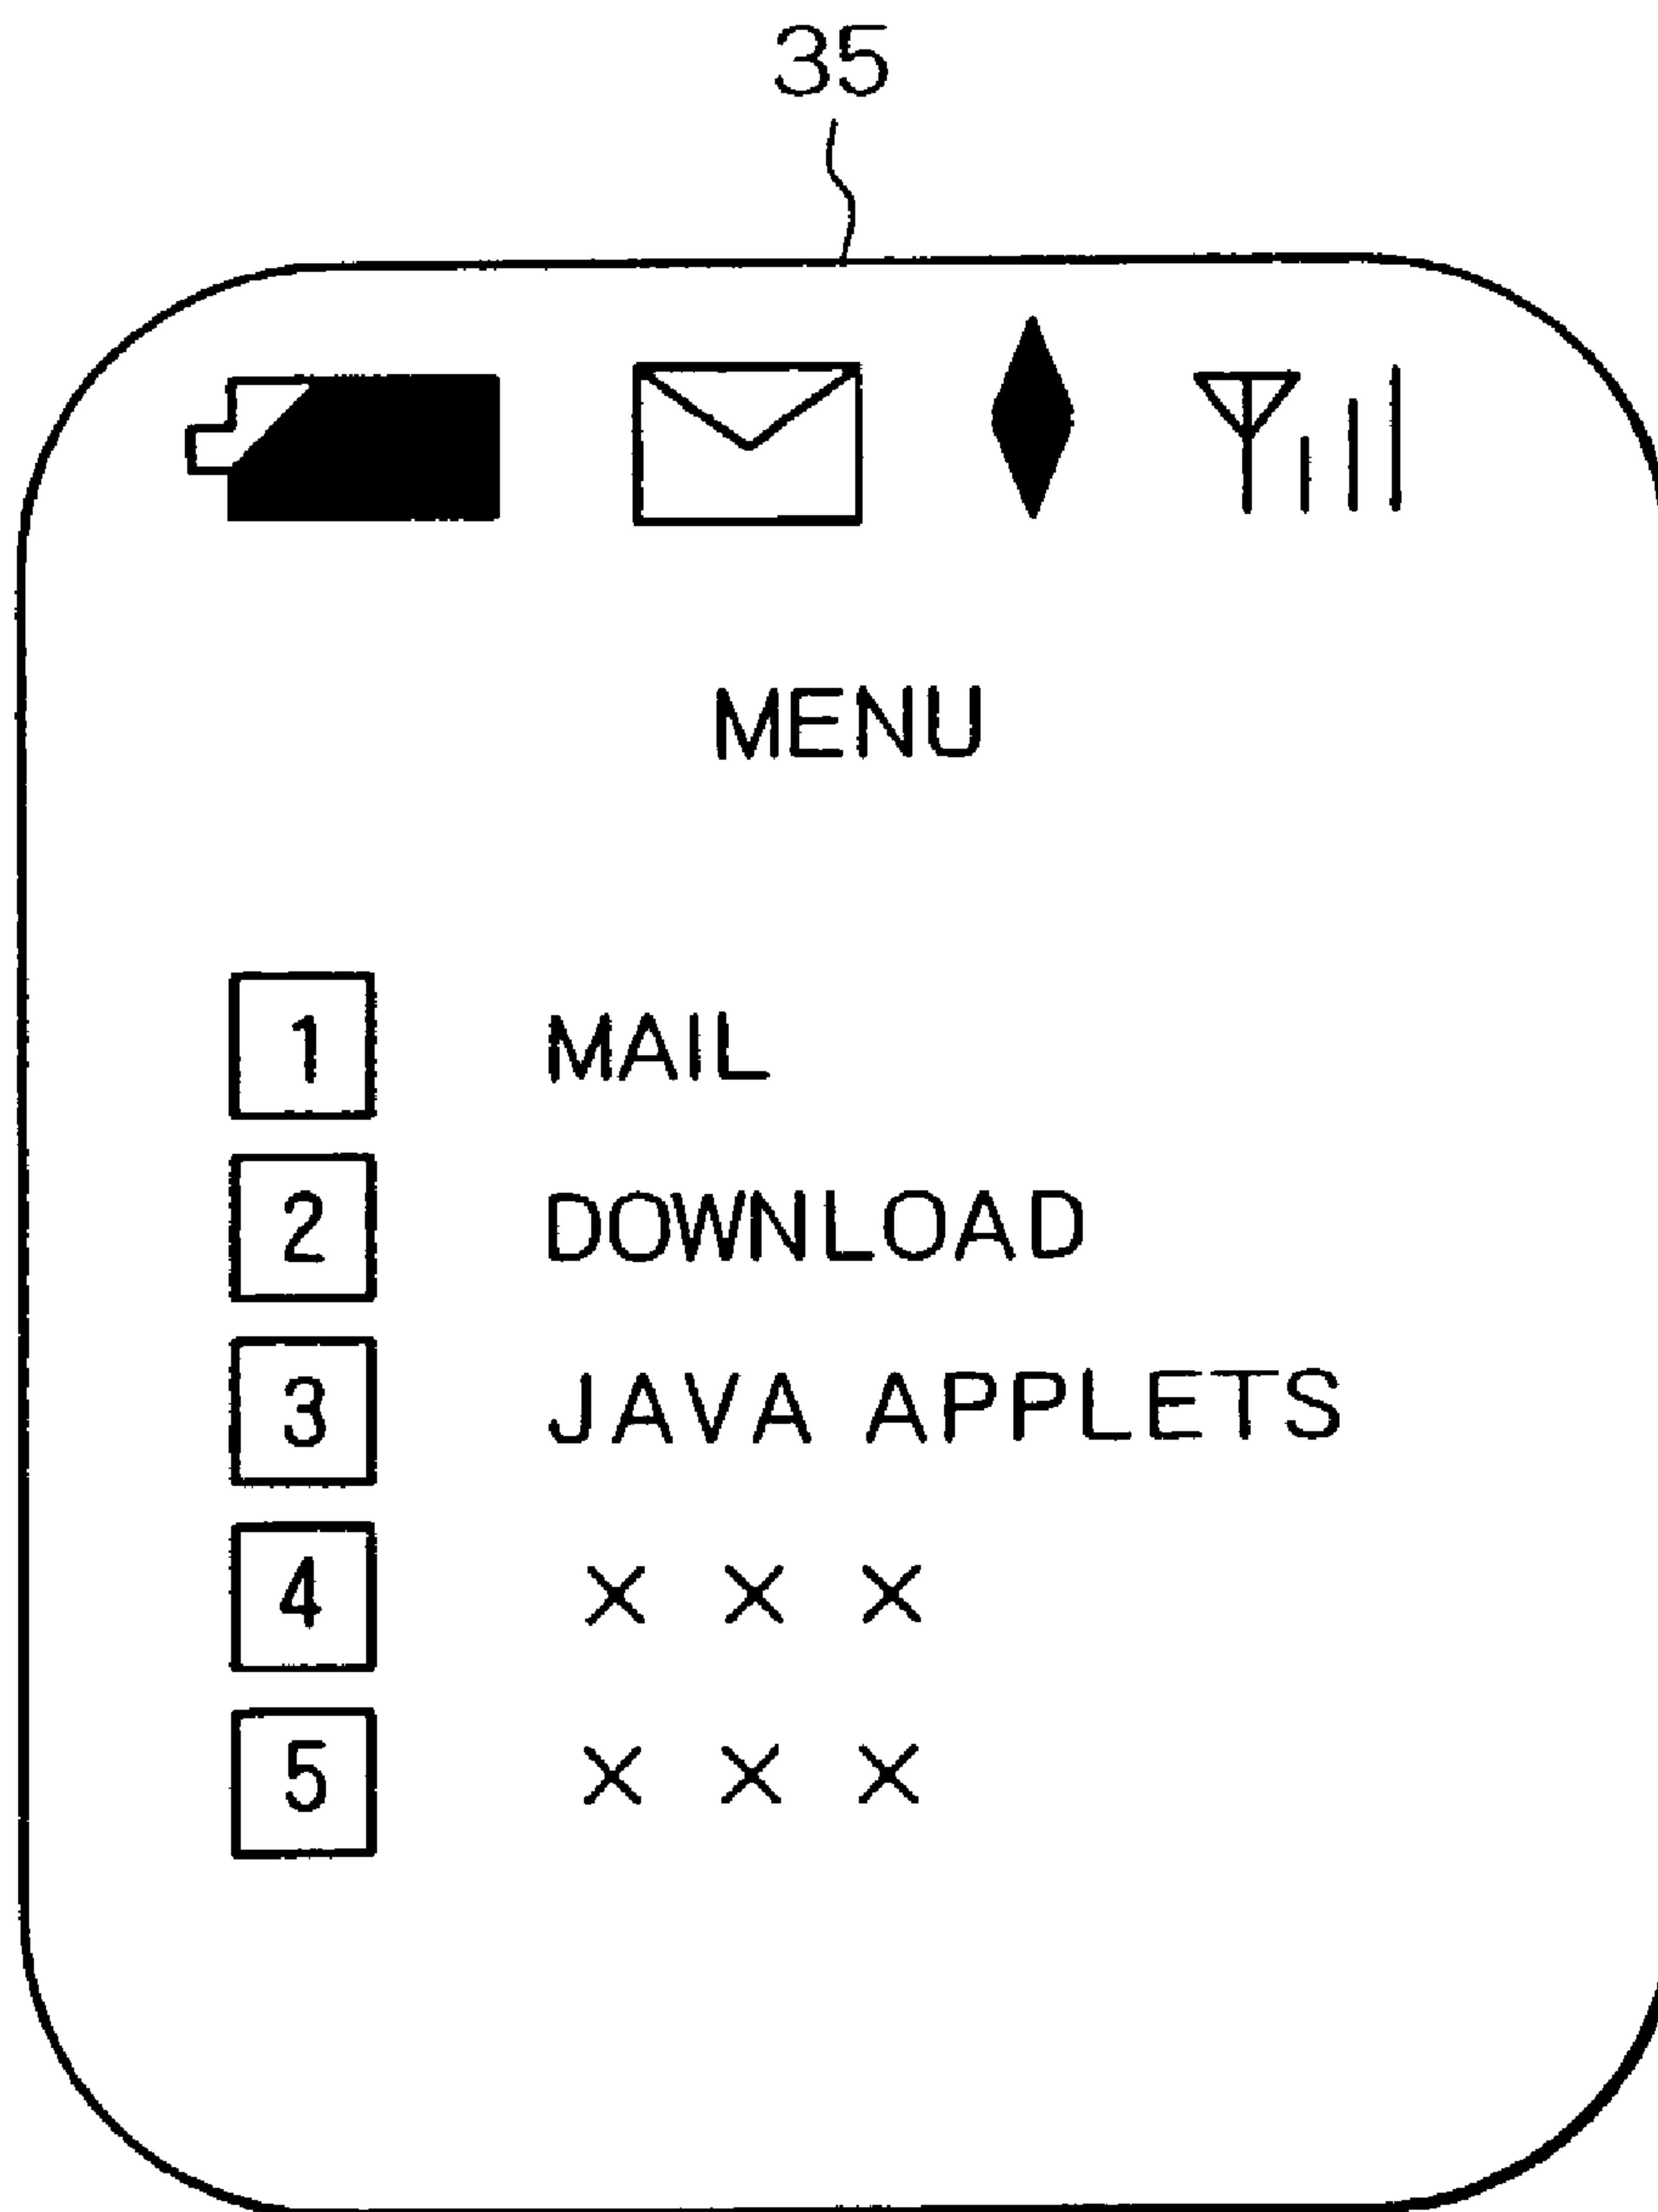 35
MENU
1 MAIL
2 DOWNLOAD
3 JAVA APPLETS
4 × × ×
5 × × ×